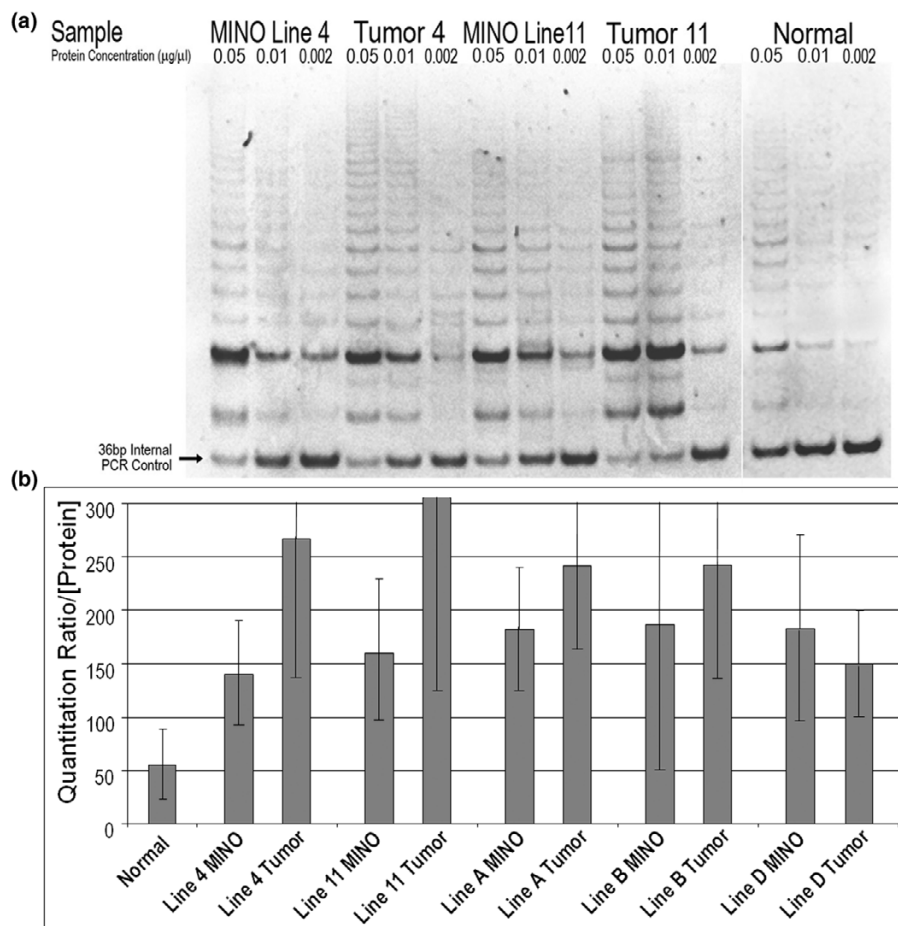 (a) Sample MINO Line 4 Tumor 4 MINO Line11 Tumor 11 Normal
Protein Concentration (µg/µl) 0.05 0.01 0.002 0.05 0.01 0.002 0.05 0.01 0.002 0.05 0.01 0.002 0.05 0.01 0.002
36bp Internal
PCR Control
(b)
Quantitation Ratio/[Protein]
300
250
200
150
100
50
0
Normal
Line 4 MINO
Line 4 Tumor
Line 11 MINO
Line 11 Tumor
Line A MINO
Line A Tumor
Line B MINO
Line B Tumor
Line D MINO
Line D Tumor